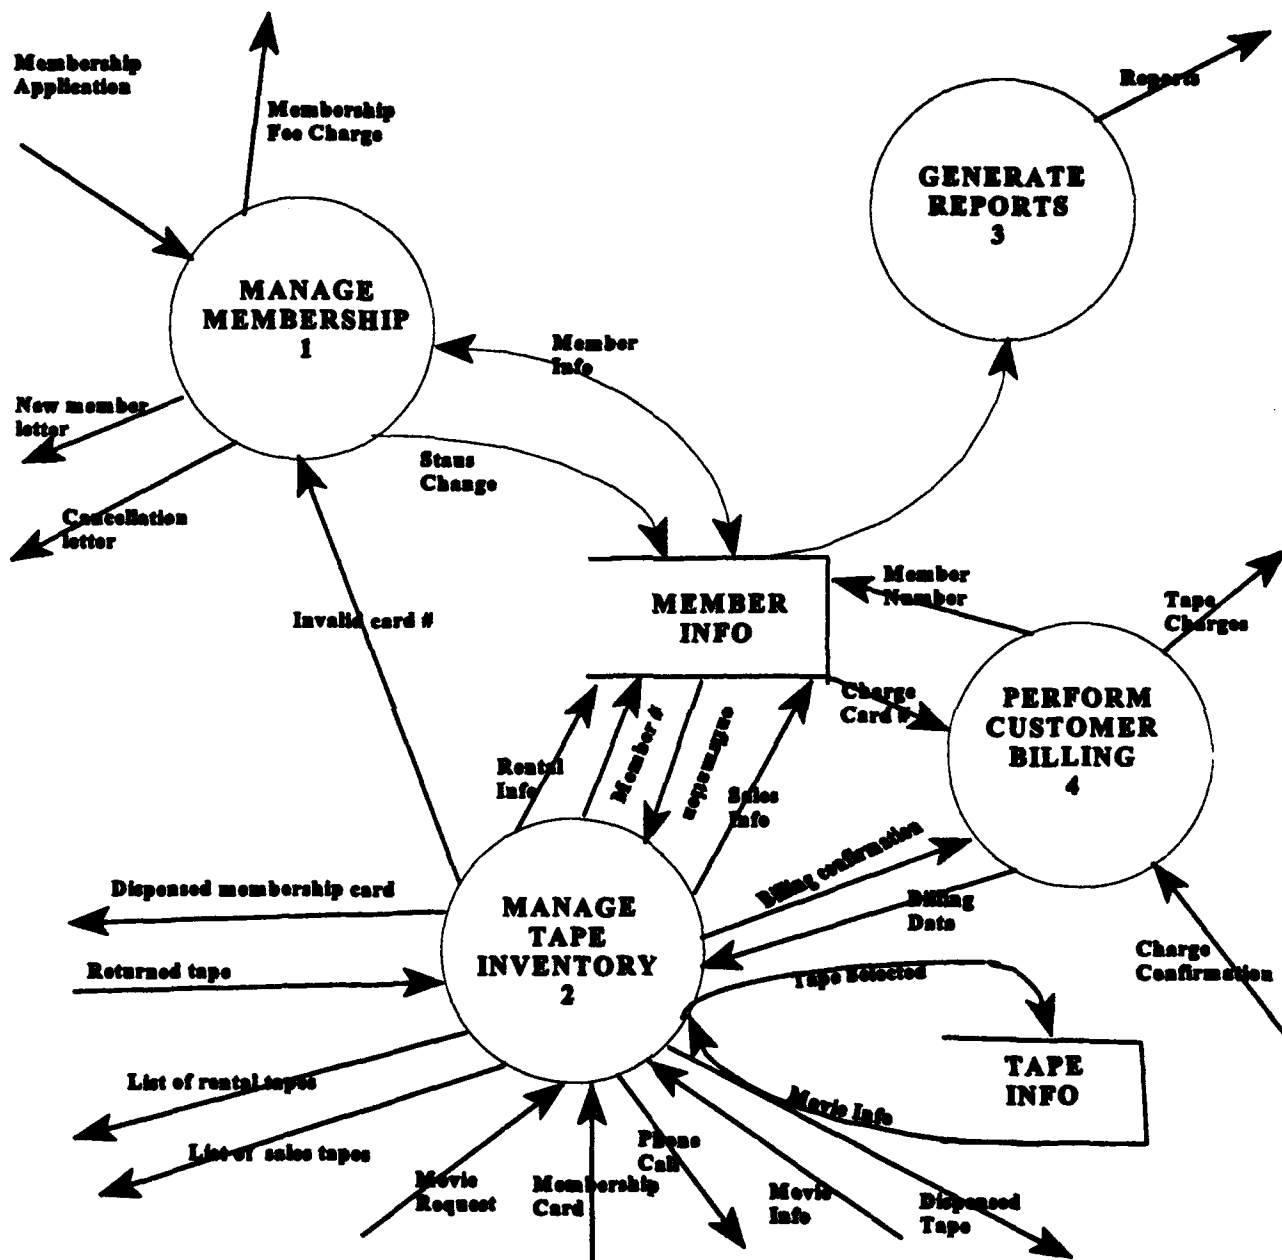 Membership
Application
Membership
Fee Charge
Reports
GENERATE
REPORTS
3
MANAGE
MEMBERSHIP
1
Member
Info
New member
letter
Staus
Change
Cancellation
letter
Invalid card #
MEMBER
INFO
Member
Number
Tape
Charges
Charge
Card #
PERFORM
CUSTOMER
BILLING
4
Rental
Info
Member #
confirmation
Sales
Info
Billing confirmation
Billing
Data
Dispensed membership card
MANAGE
TAPE
INVENTORY
2
Returned tape
Tape Selected
Charge
Confirmation
TAPE
INFO
List of rental tapes
List of sales tapes
Movie Info
Movie
Request
Membership
Card
Phone
Call
Movie
Info
Dispensed
Tape